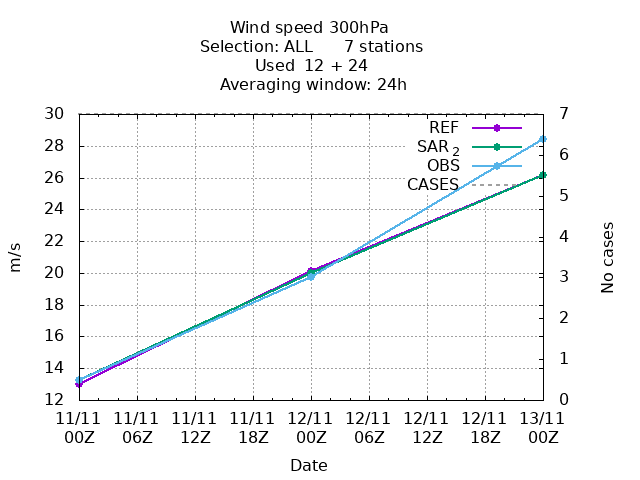 Wind speed 300hPa
Selection: ALL      7 stations
Used  12 + 24
Averaging window: 24h
30 7
28 6
26 5
24
22 4
20 3
18
16 2
14 1
12 0
REF
SAR 2
OBS
CASES
m/s
No cases
11/11 11/11 11/11 11/11 12/11 12/11 12/11 12/11 13/11
00Z 06Z 12Z 18Z 00Z 06Z 12Z 18Z 00Z
Date